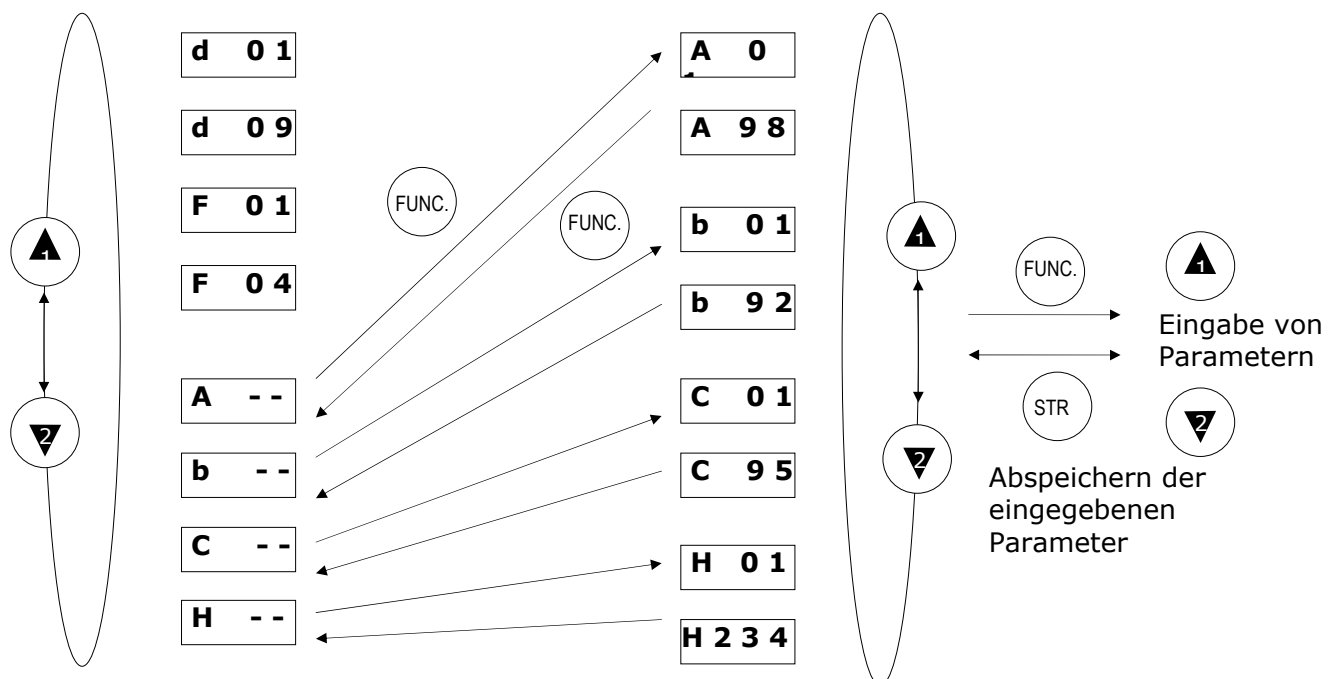 d 01
d 09
F 01
F 04
A --
b --
C --
H --
1
2
FUNC.
FUNC.
A 0
A 98
b 01
b 92
C 01
C 95
H 01
H234
1
2
FUNC.
1
Eingabe von
Parametern
STR
2
Abspeichern der
eingegebenen
Parameter